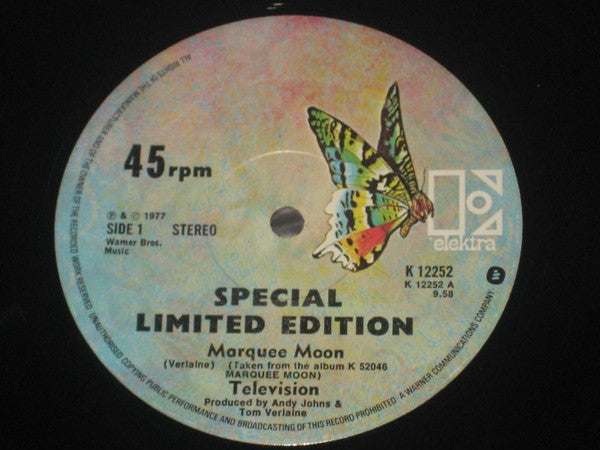 45rpm
℗ & © 1977
SIDE 1 STEREO
Warner Bros.
Music
elektra
K 12252
K 12252 A
9.58
SPECIAL
LIMITED EDITION
Marquee Moon
(Verlaine) (Taken from the album K 52046
MARQUEE MOON)
Television
Produced by Andy Johns &
Tom Verlaine
ALL RIGHTS OF THE MANUFACTURER AND OF THE OWNER OF THE RECORDED WORK RESERVED UNAUTHORISED COPYING PUBLIC PERFORMANCE AND BROADCASTING OF THIS RECORD PROHIBITED · A WARNER COMMUNICATIONS COMPANY